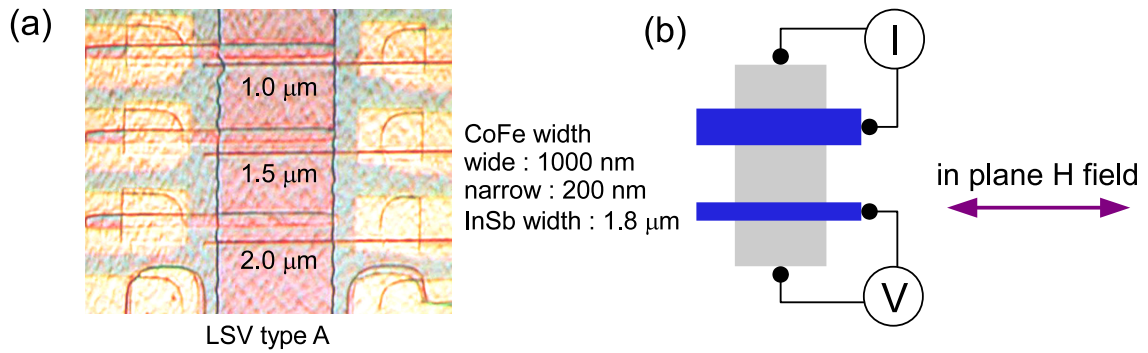 (a)
1.0 μm
1.5 μm
2.0 μm
LSV type A
CoFe width
wide : 1000 nm
narrow : 200 nm
InSb width : 1.8 μm
(b)
I
V
in plane H field